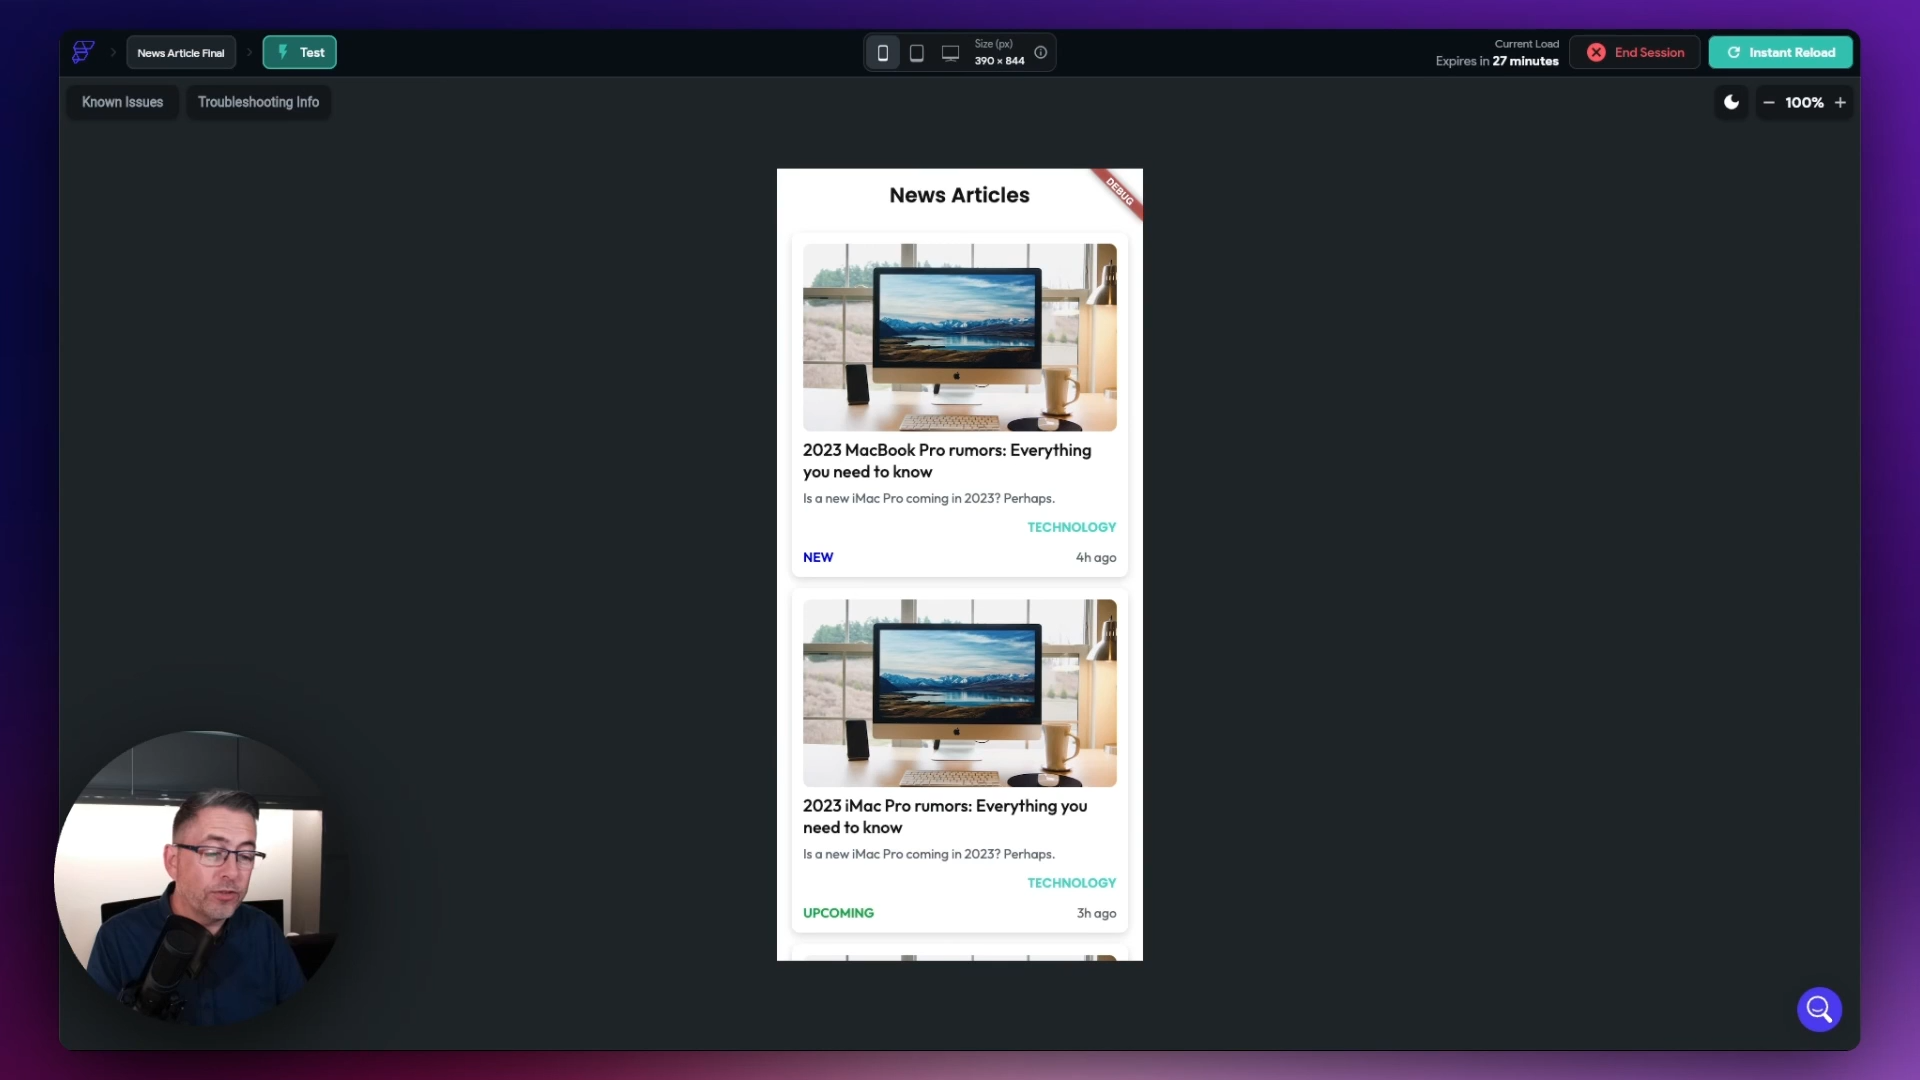 News Article Final
Test
Size (px)
390 × 844
Current Load
Expires in 27 minutes
End Session
Instant Reload
Known Issues
Troubleshooting Info
100%
News Articles
DEBUG
2023 MacBook Pro rumors: Everything
you need to know
Is a new iMac Pro coming in 2023? Perhaps.
TECHNOLOGY
NEW
4h ago
2023 iMac Pro rumors: Everything you
need to know
Is a new iMac Pro coming in 2023? Perhaps.
TECHNOLOGY
UPCOMING
3h ago